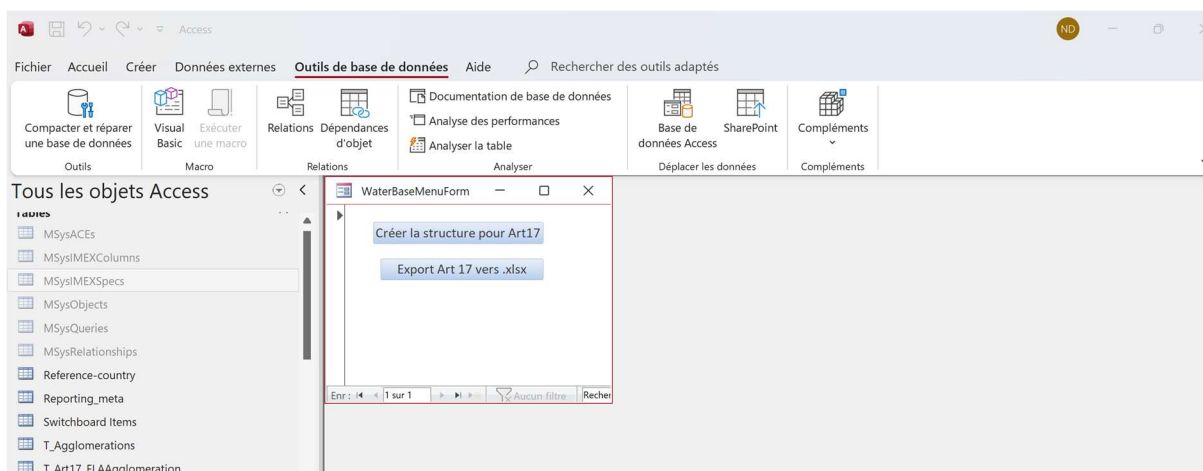 Access
ND
Fichier Accueil Créer Données externes Outils de base de données Aide Rechercher des outils adaptés
Compacter et réparer une base de données
Visual Basic
Exécuter une macro
Relations
Dépendances d'objet
Documentation de base de données
Analyse des performances
Analyser la table
Base de données Access
SharePoint
Compléments
Outils Macro Relations Analyser Déplacer les données Compléments
Tous les objets Access
Tables
MSysACEs
MSysIMEXColumns
MSysIMEXSpecs
MSysObjects
MSysQueries
MSysRelationships
Reference-country
Reporting_meta
Switchboard Items
T_Agglomerations
T_Art17_FLAAgglomeration
WaterBaseMenuForm
Créer la structure pour Art17
Export Art 17 vers .xlsx
Enr : 1 sur 1 Aucun filtre Recher